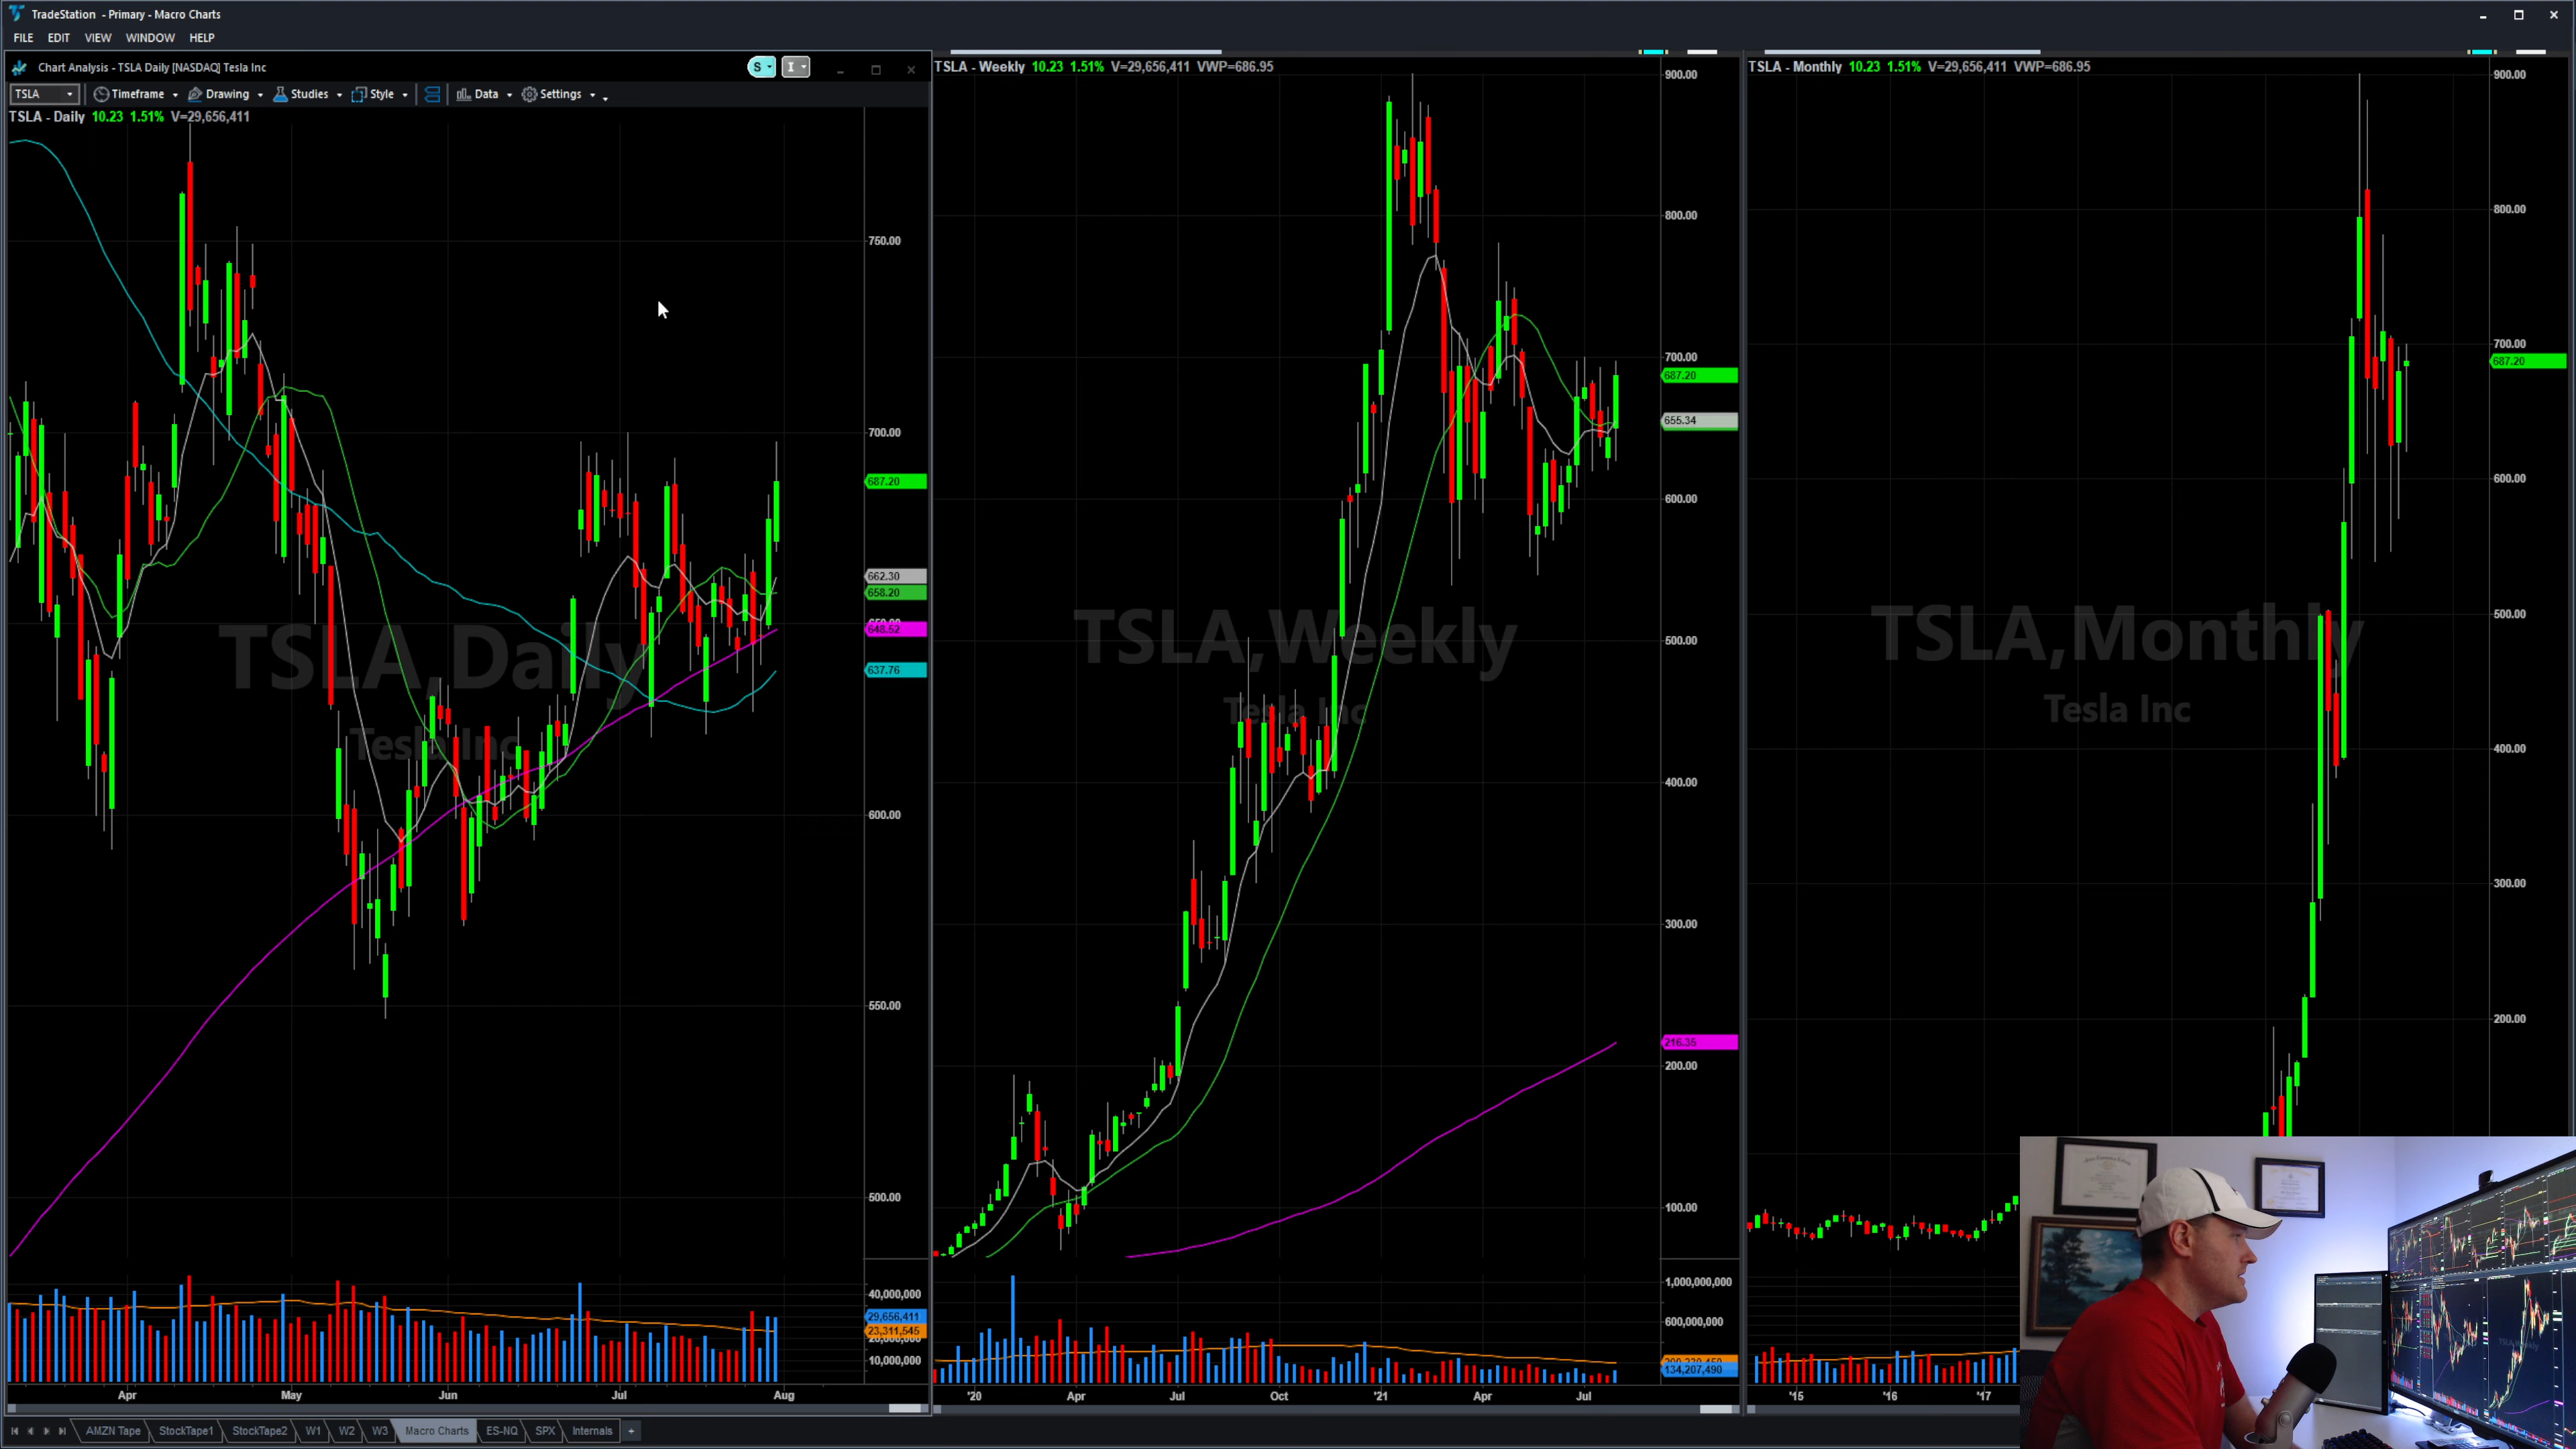 TradeStation - Primary - Macro Charts
FILE EDIT VIEW WINDOW HELP
Chart Analysis - TSLA Daily [NASDAQ] Tesla Inc
S
I
TSLA
Timeframe
Drawing
Studies
Style
Data
Settings
TSLA - Daily 10.23 1.51% V=29,656,411
750.00
700.00
687.20
662.30
658.20
648.52
637.76
600.00
550.00
500.00
TSLA,Daily
Tesla Inc
40,000,000
29,656,411
23,311,545
10,000,000
Apr May Jun Jul Aug
TSLA - Weekly 10.23 1.51% V=29,656,411 VWP=686.95
900.00
800.00
700.00
687.20
655.34
600.00
500.00
400.00
300.00
216.35
200.00
100.00
TSLA,Weekly
Tesla Inc
1,000,000,000
600,000,000
134,207,490
'20 Apr Jul Oct '21 Apr Jul
TSLA - Monthly 10.23 1.51% V=29,656,411 VWP=686.95
900.00
800.00
700.00
687.20
600.00
500.00
400.00
300.00
200.00
TSLA,Monthly
Tesla Inc
'15 '16 '17
AMZN Tape StockTape1 StockTape2 W1 W2 W3 Macro Charts ES-NQ SPX Internals +